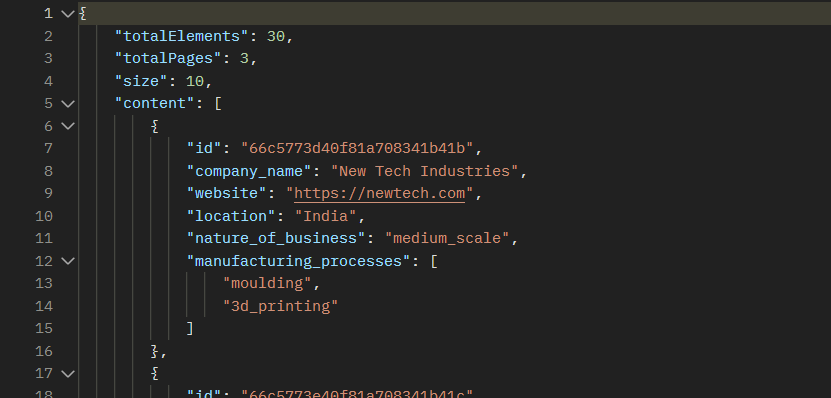 1 {
2 "totalElements": 30,
3 "totalPages": 3,
4 "size": 10,
5 "content": [
6 {
7 "id": "66c5773d40f81a708341b41b",
8 "company_name": "New Tech Industries",
9 "website": "https://newtech.com",
10 "location": "India",
11 "nature_of_business": "medium_scale",
12 "manufacturing_processes": [
13 "moulding",
14 "3d_printing"
15 ]
16 },
17 {
18 "id": "66c5773e40f81a708341b41c"